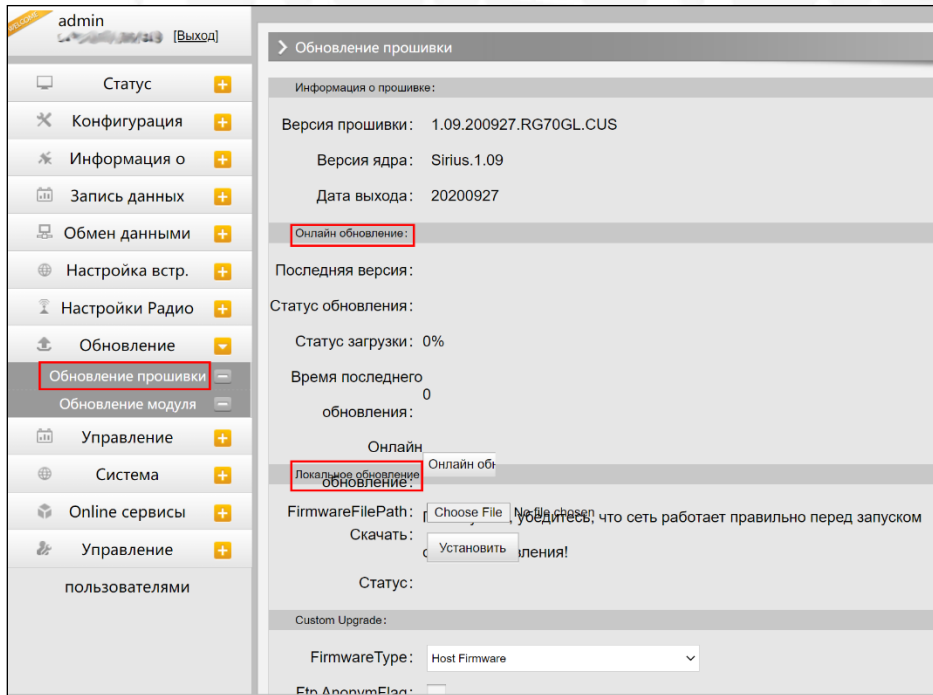 WELCOME
admin
[Выход]
Статус
Конфигурация
Информация о
Запись данных
Обмен данными
Настройка встр.
Настройки Радио
Обновление
Обновление прошивки
Обновление модуля
Управление
Система
Online сервисы
Управление
пользователями
Обновление прошивки
Информация о прошивке:
Версия прошивки: 1.09.200927.RG70GL.CUS
Версия ядра: Sirius.1.09
Дата выхода: 20200927
Онлайн обновление:
Последняя версия:
Статус обновления:
Статус загрузки: 0%
Время последнего
0
обновления:
Онлайн
Онлайн обн
Локальное обновление
обновление:
FirmwareFilePath: Choose File No file chosen
убедитесь, что сеть работает правильно перед запуском
Скачать:
Установить
Статус:
Custom Upgrade:
FirmwareType: Host Firmware
Ftp AnonymFlag: